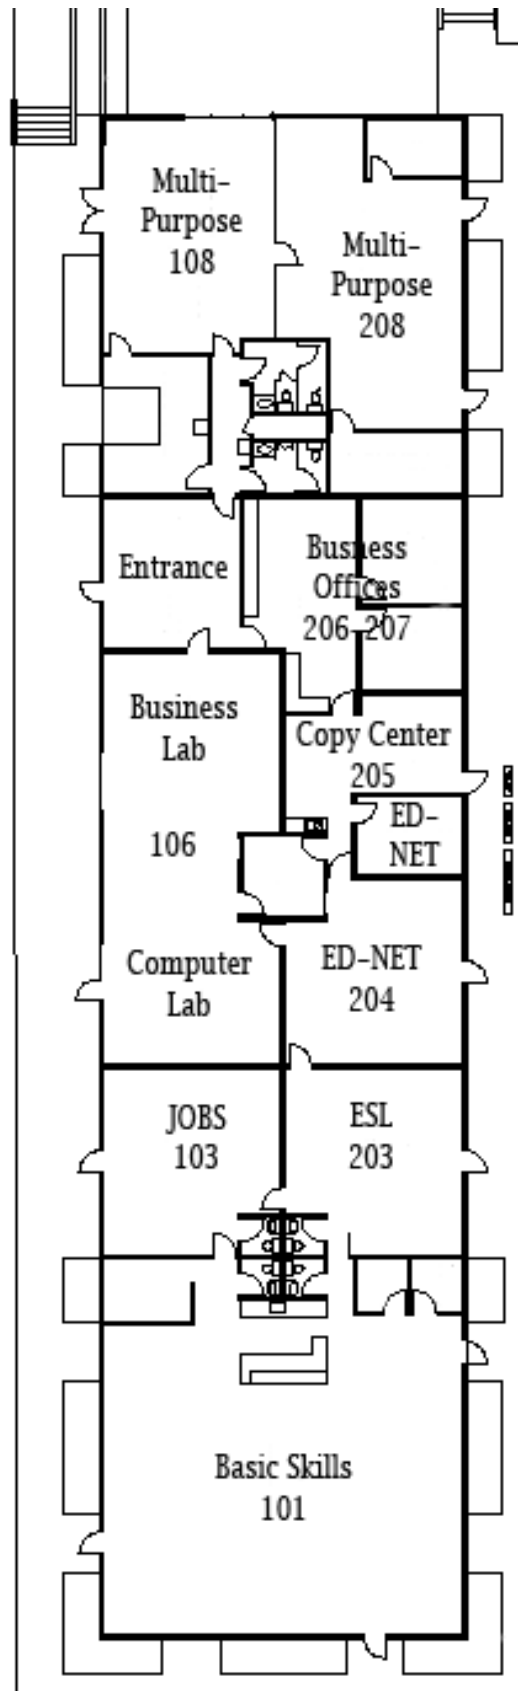 Multi-
Purpose
108
Multi-
Purpose
208
Entrance
Busness
Offices
206-207
Business
Lab
106
Computer
Lab
Copy Center
205
ED-
NET
ED-NET
204
JOBS
103
ESL
203
Basic Skills
101